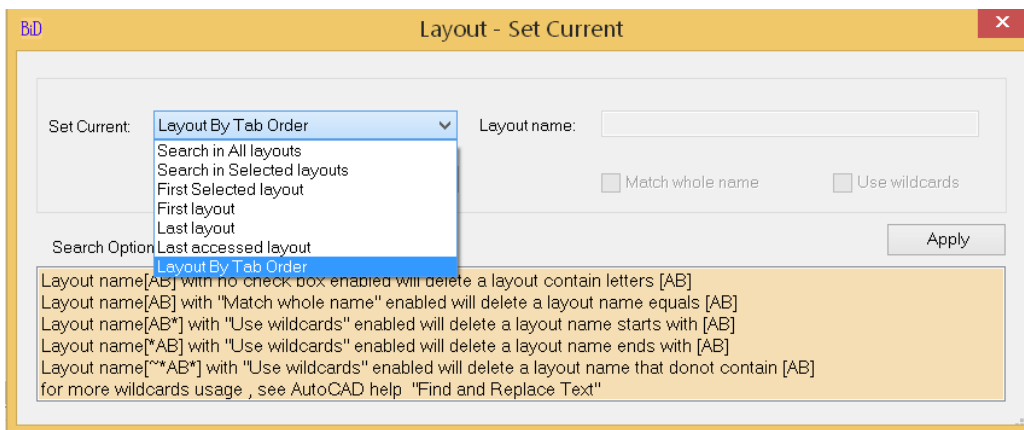 BiD Layout - Set Current
Set Current: Layout By Tab Order Layout name:
Search in All layouts
Search in Selected layouts
First Selected layout Match whole name Use wildcards
First layout
Last layout
Last accessed layout
Layout By Tab Order
Search Option Apply
Layout name[AB] with no check box enabled will delete a layout contain letters [AB]
Layout name[AB] with "Match whole name" enabled will delete a layout name equals [AB]
Layout name[AB*] with "Use wildcards" enabled will delete a layout name starts with [AB]
Layout name[*AB] with "Use wildcards" enabled will delete a layout name ends with [AB]
Layout name[~*AB*] with "Use wildcards" enabled will delete a layout name that donot contain [AB]
for more wildcards usage , see AutoCAD help "Find and Replace Text"